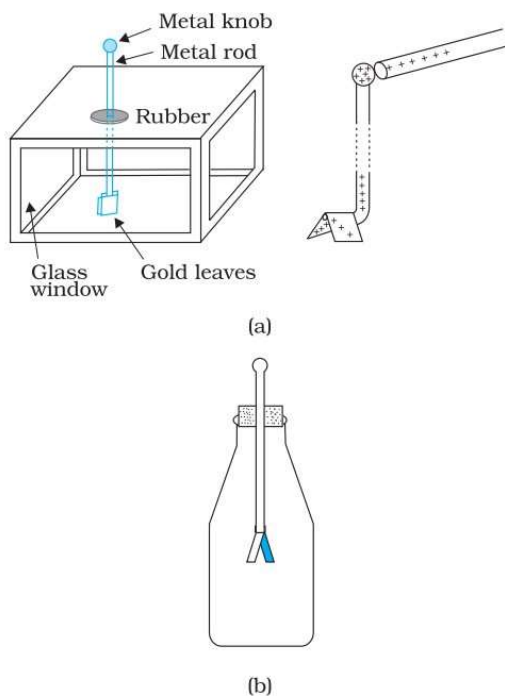 Metal knob
Metal rod
Rubber
Glass
window
Gold leaves
(a)
(b)